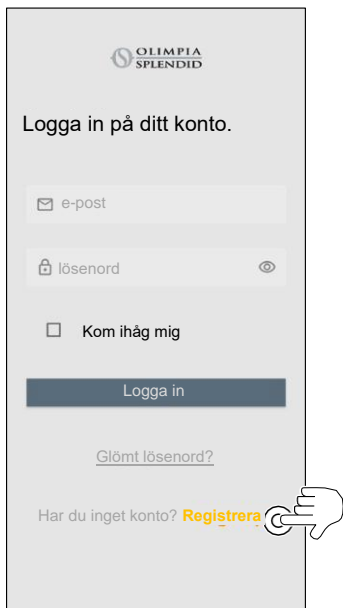 OLIMPIA
SPLENDID
Logga in på ditt konto.
e-post
lösenord
Kom ihåg mig
Logga in
Glömt lösenord?
Har du inget konto? Registrera